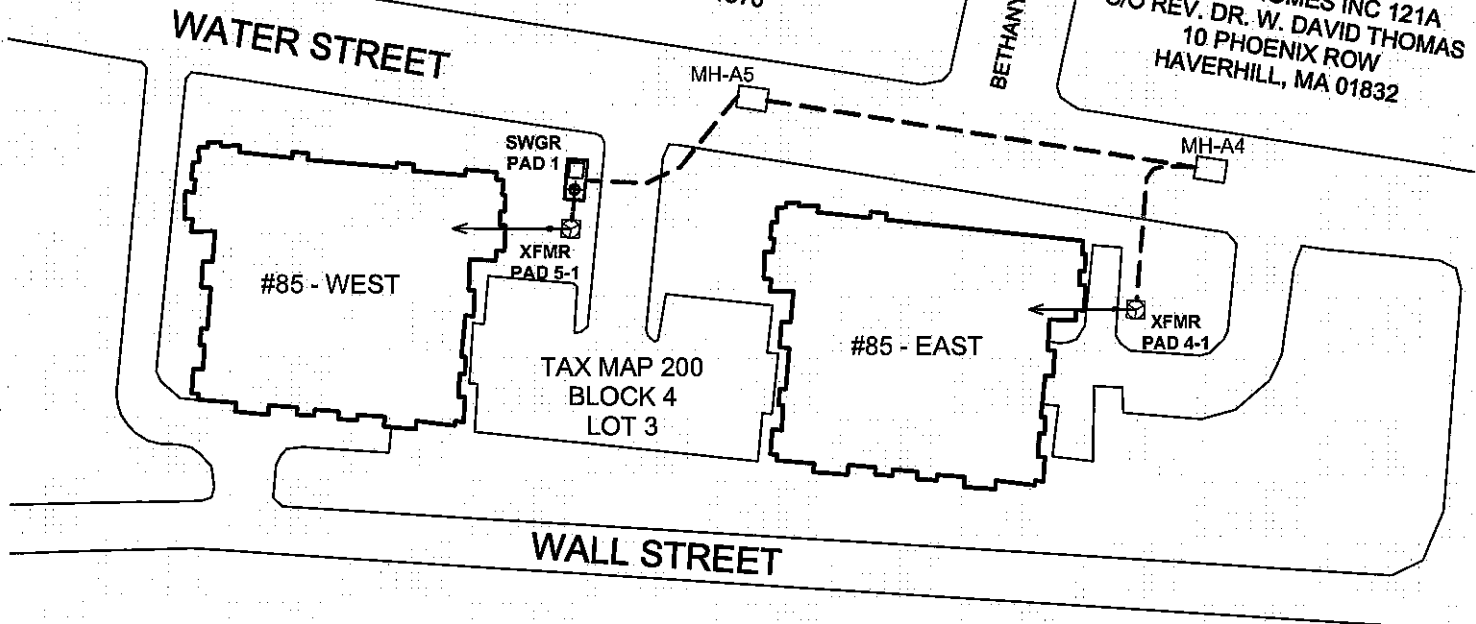 WATER STREET
BETHANY
INC 121A
REV. DR. W. DAVID THOMAS
10 PHOENIX ROW
HAVERHILL, MA 01832
MH-A5
MH-A4
SWGR
PAD 1
XFMR
PAD 5-1
#85 - WEST
TAX MAP 200
BLOCK 4
LOT 3
#85 - EAST
XFMR
PAD 4-1
WALL STREET